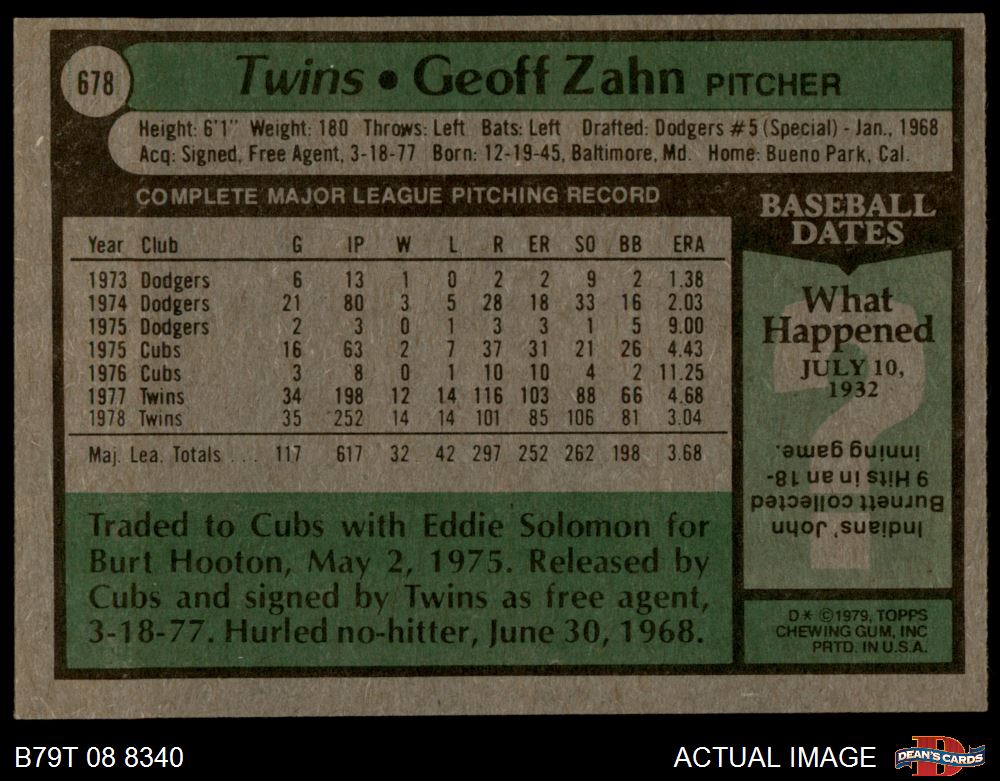 678
Twins • Geoff Zahn PITCHER
Height: 6'1" Weight: 180 Throws: Left Bats: Left Drafted: Dodgers #5 (Special) - Jan., 1968
Acq: Signed, Free Agent, 3-18-77 Born: 12-19-45, Baltimore, Md. Home: Bueno Park, Cal.
COMPLETE MAJOR LEAGUE PITCHING RECORD
Year Club G IP W L R ER SO BB ERA
1973 Dodgers 6 13 1 0 2 2 9 2 1.38
1974 Dodgers 21 80 3 5 28 18 33 16 2.03
1975 Dodgers 2 3 0 1 3 3 1 5 9.00
1975 Cubs 16 63 2 7 37 31 21 26 4.43
1976 Cubs 3 8 0 1 10 10 4 2 11.25
1977 Twins 34 198 12 14 116 103 88 66 4.68
1978 Twins 35 252 14 14 101 85 106 81 3.04
Maj. Lea. Totals . . . 117 617 32 42 297 252 262 198 3.68
Traded to Cubs with Eddie Solomon for
Burt Hooton, May 2, 1975. Released by
Cubs and signed by Twins as free agent,
3-18-77. Hurled no-hitter, June 30, 1968.
BASEBALL
DATES
What
Happened
JULY 10,
1932
?
Indians' John
Burnett collected
9 Hits in an 18-
inning game.
D* ©1979, TOPPS
CHEWING GUM, INC
PRTD. IN U.S.A.
B79T 08 8340
ACTUAL IMAGE
D
DEAN'S CARDS